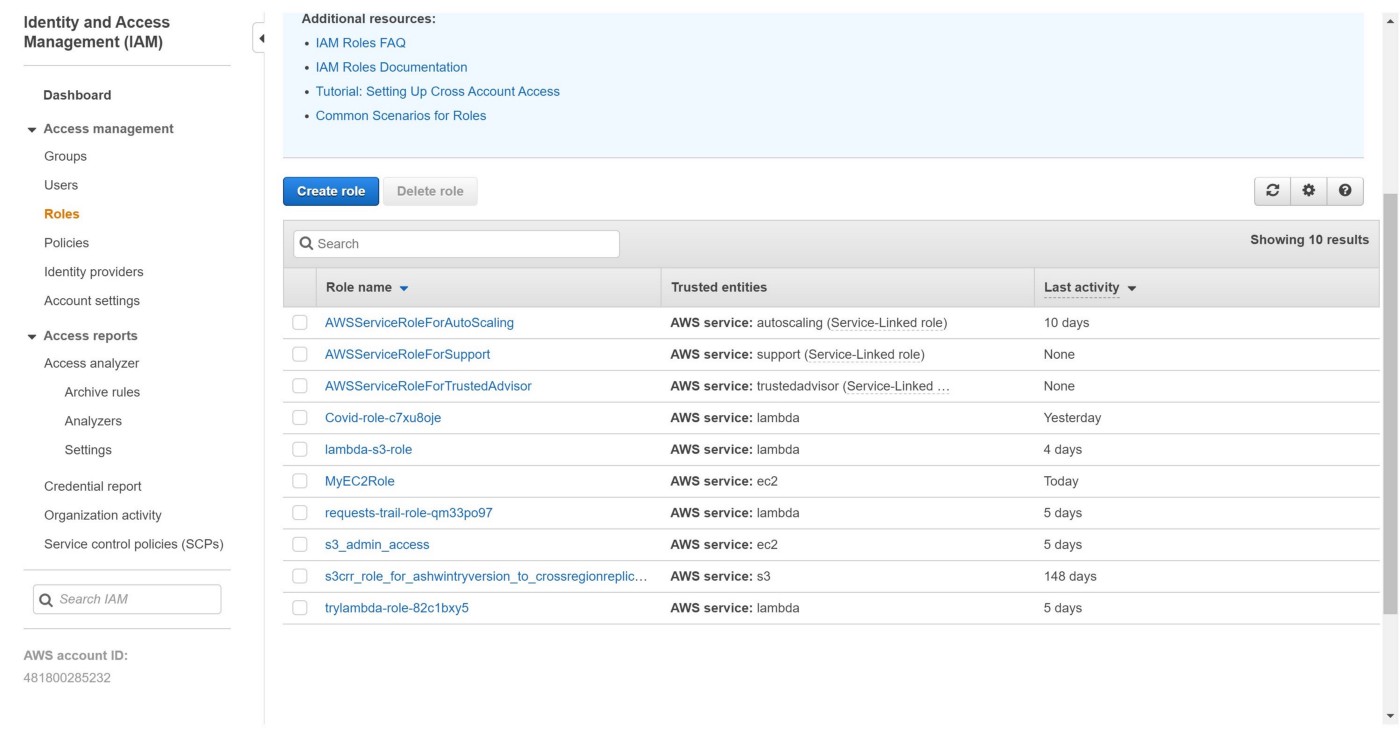 Identity and Access
Management (IAM)
Dashboard
Access management
Groups
Users
Roles
Policies
Identity providers
Account settings
Access reports
Access analyzer
Archive rules
Analyzers
Settings
Credential report
Organization activity
Service control policies (SCPs)
Search IAM
AWS account ID:
481800285232
Additional resources:
• IAM Roles FAQ
• IAM Roles Documentation
• Tutorial: Setting Up Cross Account Access
• Common Scenarios for Roles
Create role Delete role
Search Showing 10 results
Role name Trusted entities Last activity
AWSServiceRoleForAutoScaling AWS service: autoscaling (Service-Linked role) 10 days
AWSServiceRoleForSupport AWS service: support (Service-Linked role) None
AWSServiceRoleForTrustedAdvisor AWS service: trustedadvisor (Service-Linked … None
Covid-role-c7xu8oje AWS service: lambda Yesterday
lambda-s3-role AWS service: lambda 4 days
MyEC2Role AWS service: ec2 Today
requests-trail-role-qm33po97 AWS service: lambda 5 days
s3_admin_access AWS service: ec2 5 days
s3crr_role_for_ashwintryversion_to_crossregionreplic… AWS service: s3 148 days
trylambda-role-82c1bxy5 AWS service: lambda 5 days